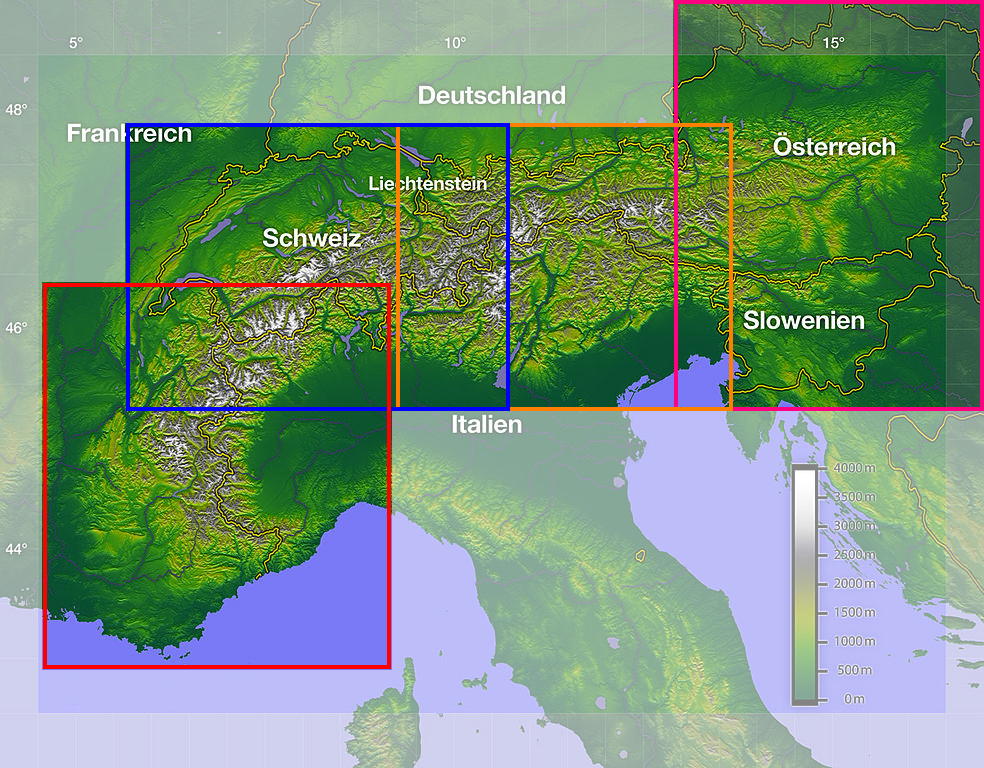 5°
10°
15°
48°
Deutschland
Frankreich
Österreich
Liechtenstein
Schweiz
46°
Slowenien
Italien
4000 m
3500 m
3000 m
2500 m
44°
2000 m
1500 m
1000 m
500 m
0 m